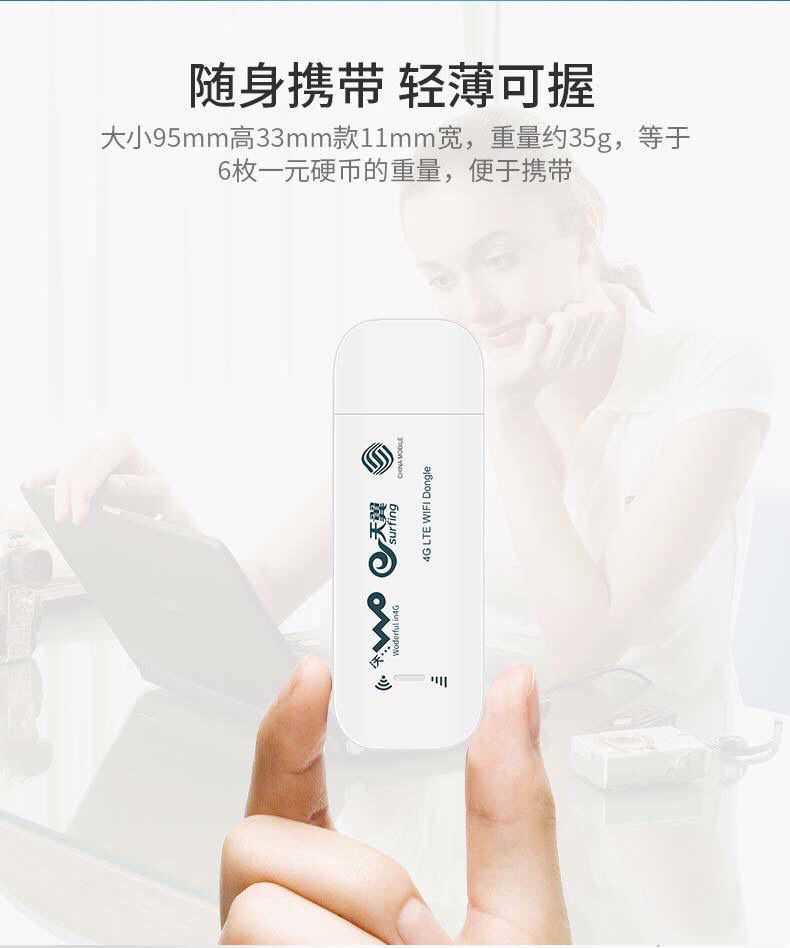 随身携带 轻薄可握
大小95mm高33mm款11mm宽，重量约35g，等于
6枚一元硬币的重量，便于携带
CHINA MOBILE
天翼
surfing
4G LTE WIFI Dongle
沃
Woderful in4G